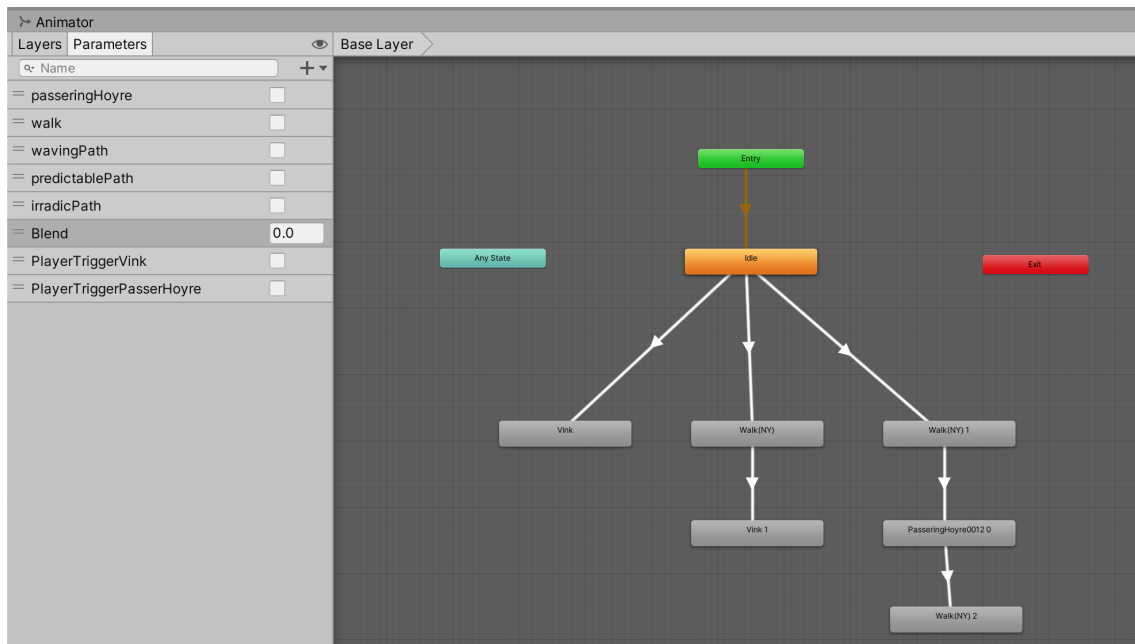 Animator
Layers Parameters
Base Layer
Name
passeringHoyre
walk
wavingPath
predictablePath
irradicPath
Blend 0.0
PlayerTriggerVink
PlayerTriggerPasserHoyre
Entry
Any State
Idle
Exit
Vink
Walk(NY)
Walk(NY) 1
Vink 1
PasseringHoyre0012 0
Walk(NY) 2